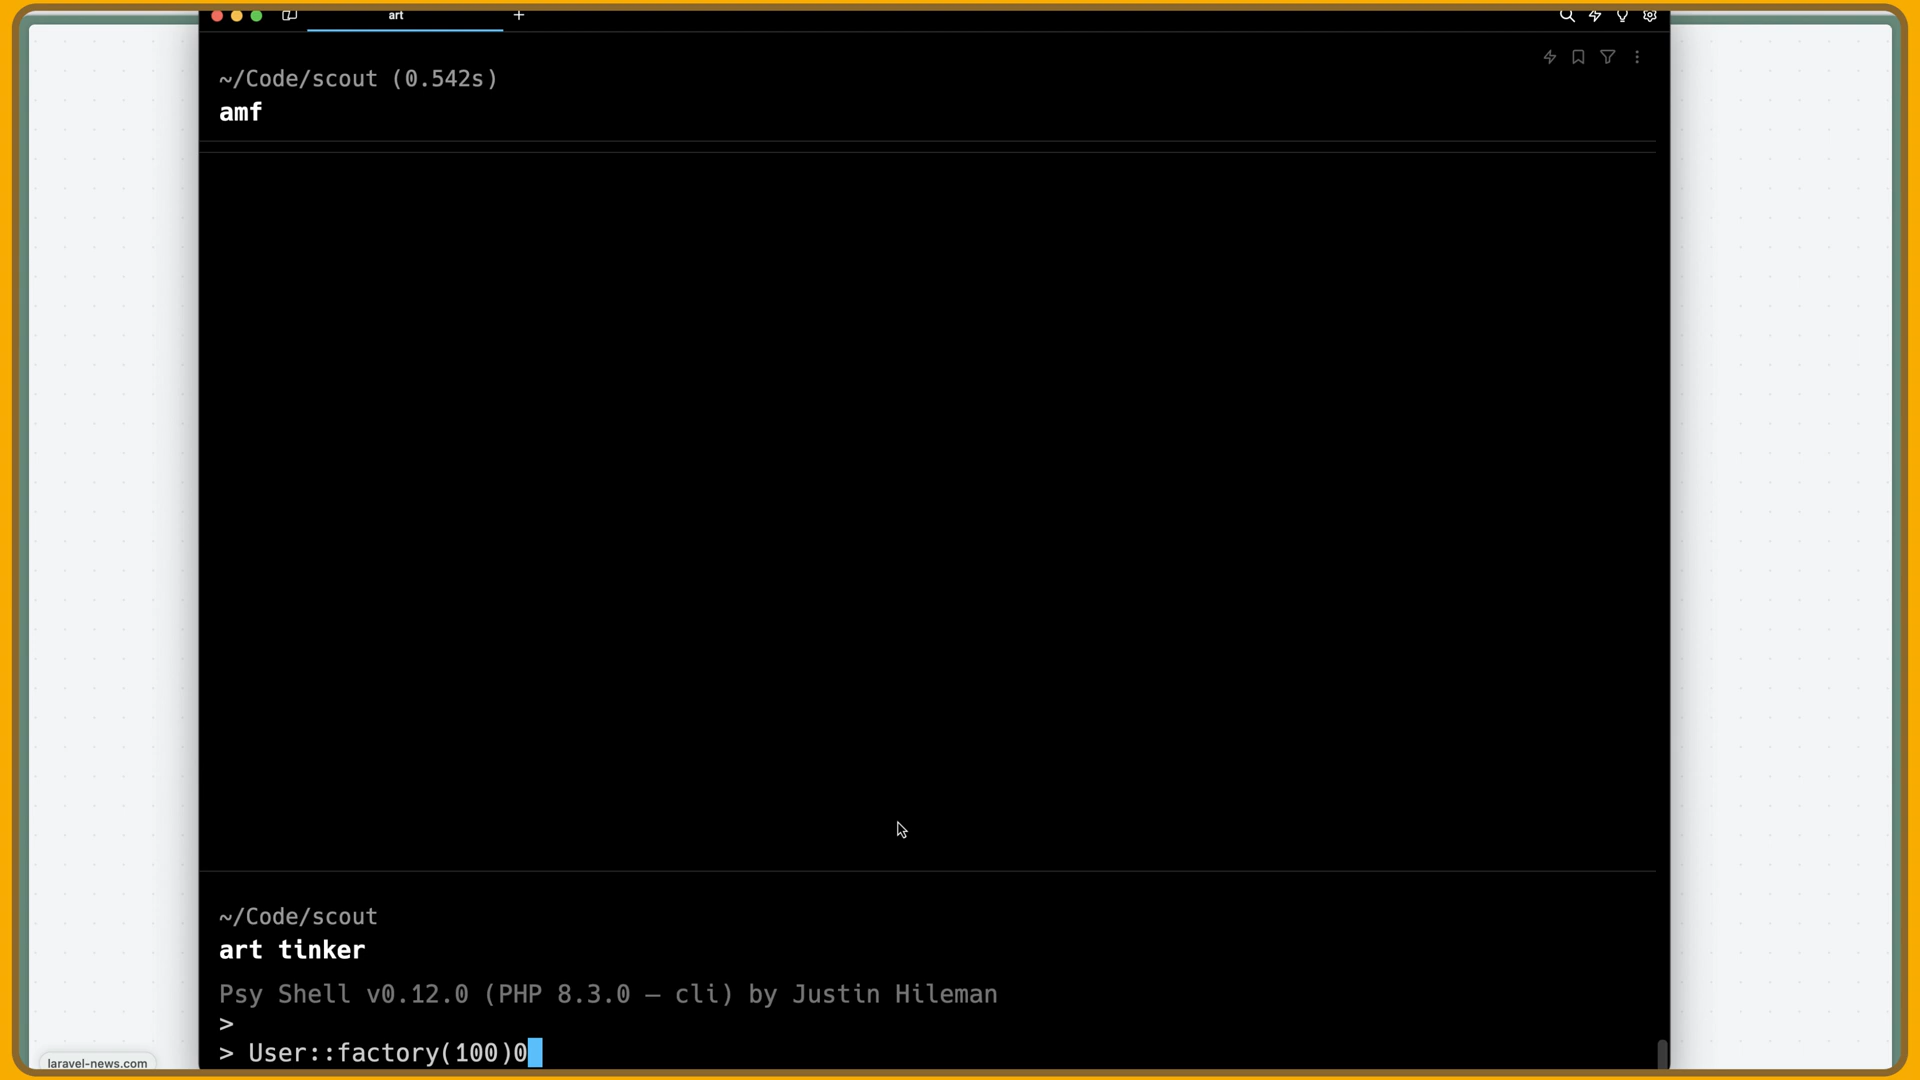 art
~/Code/scout (0.542s)
amf
~/Code/scout
art tinker
Psy Shell v0.12.0 (PHP 8.3.0 — cli) by Justin Hileman
>
> User::factory(100)0
laravel-news.com